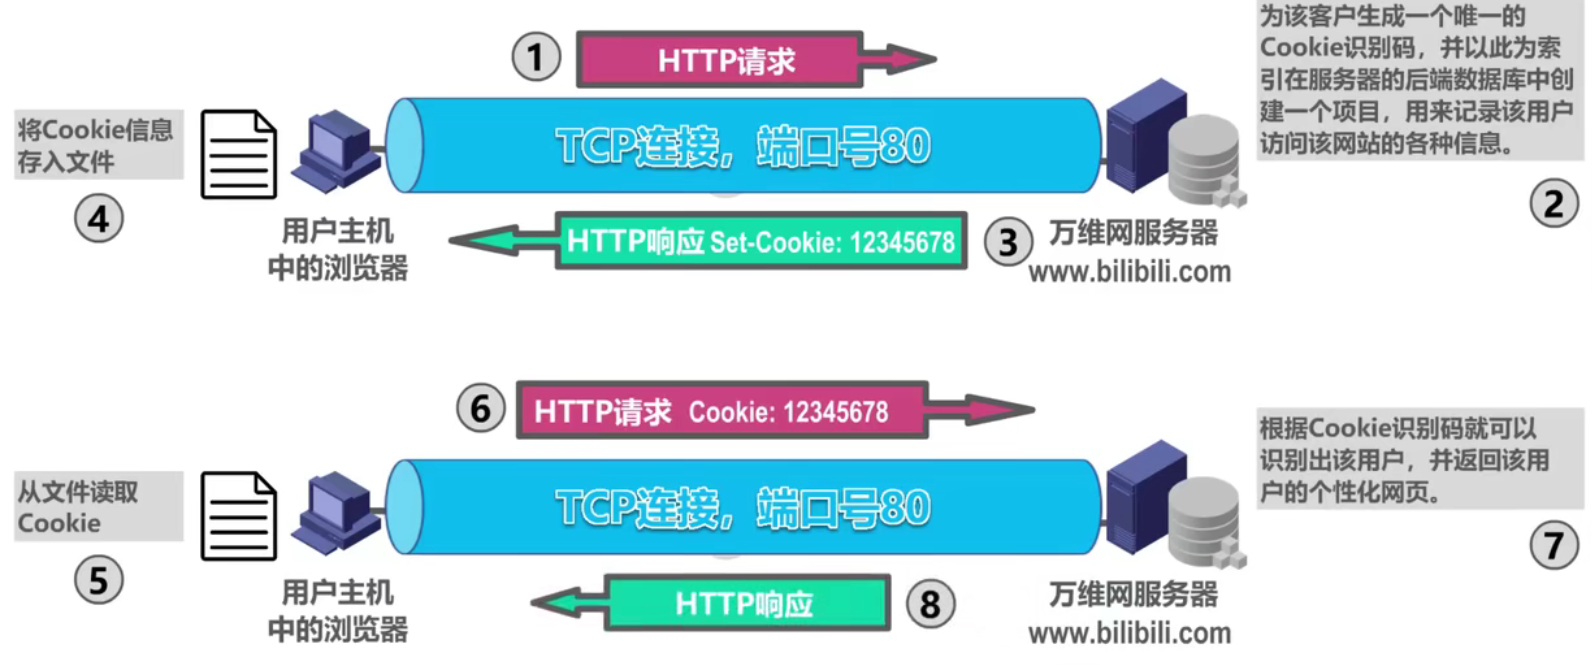 ①
HTTP请求
为该客户生成一个唯一的
Cookie识别码，并以此为索
引在服务器的后端数据库中创
建一个项目，用来记录该用户
访问该网站的各种信息。
②
将Cookie信息
存入文件
④
TCP连接，端口号80
用户主机
中的浏览器
HTTP响应 Set-Cookie: 12345678
③
万维网服务器
www.bilibili.com
⑥
HTTP请求 Cookie: 12345678
根据Cookie识别码就可以
识别出该用户，并返回该用
户的个性化网页。
⑦
从文件读取
Cookie
⑤
TCP连接，端口号80
用户主机
中的浏览器
HTTP响应
⑧
万维网服务器
www.bilibili.com